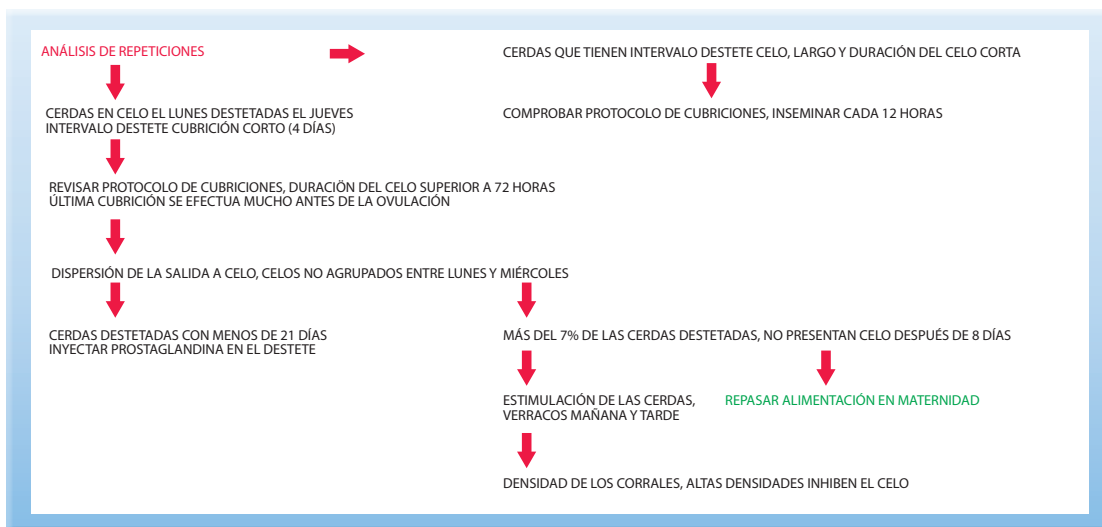 ANÁLISIS DE REPETICIONES
CERDAS QUE TIENEN INTERVALO DESTETE CELO, LARGO Y DURACIÓN DEL CELO CORTA
CERDAS EN CELO EL LUNES DESTETADAS EL JUEVES
INTERVALO DESTETE CUBRICIÓN CORTO (4 DÍAS)
COMPROBAR PROTOCOLO DE CUBRICIONES, INSEMINAR CADA 12 HORAS
REVISAR PROTOCOLO DE CUBRICIONES, DURACIÖN DEL CELO SUPERIOR A 72 HORAS
ÚLTIMA CUBRICIÓN SE EFECTUA MUCHO ANTES DE LA OVULACIÓN
DISPERSIÓN DE LA SALIDA A CELO, CELOS NO AGRUPADOS ENTRE LUNES Y MIÉRCOLES
CERDAS DESTETADAS CON MENOS DE 21 DÍAS
INYECTAR PROSTAGLANDINA EN EL DESTETE
MÁS DEL 7% DE LAS CERDAS DESTETADAS, NO PRESENTAN CELO DESPUÉS DE 8 DÍAS
ESTIMULACIÓN DE LAS CERDAS,
VERRACOS MAÑANA Y TARDE
REPASAR ALIMENTACIÓN EN MATERNIDAD
DENSIDAD DE LOS CORRALES, ALTAS DENSIDADES INHIBEN EL CELO